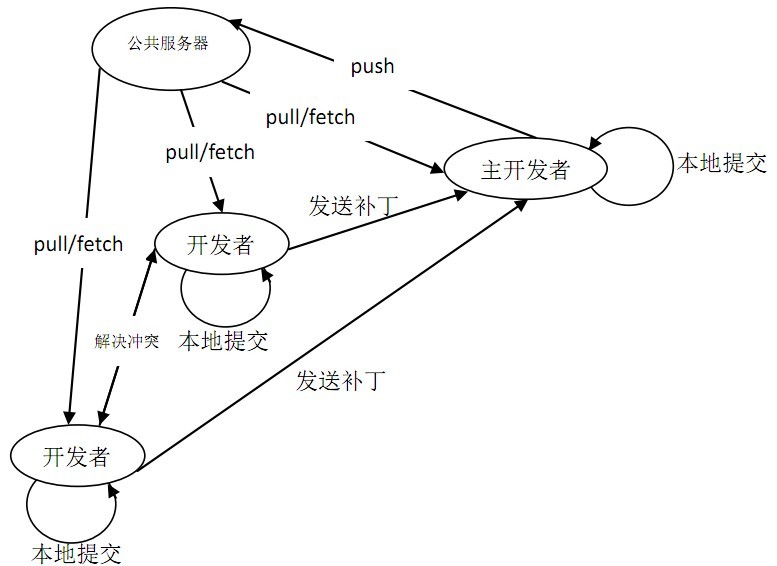 公共服务器
push
pull/fetch
pull/fetch
主开发者
本地提交
发送补丁
pull/fetch
开发者
解决冲突
本地提交
发送补丁
开发者
本地提交